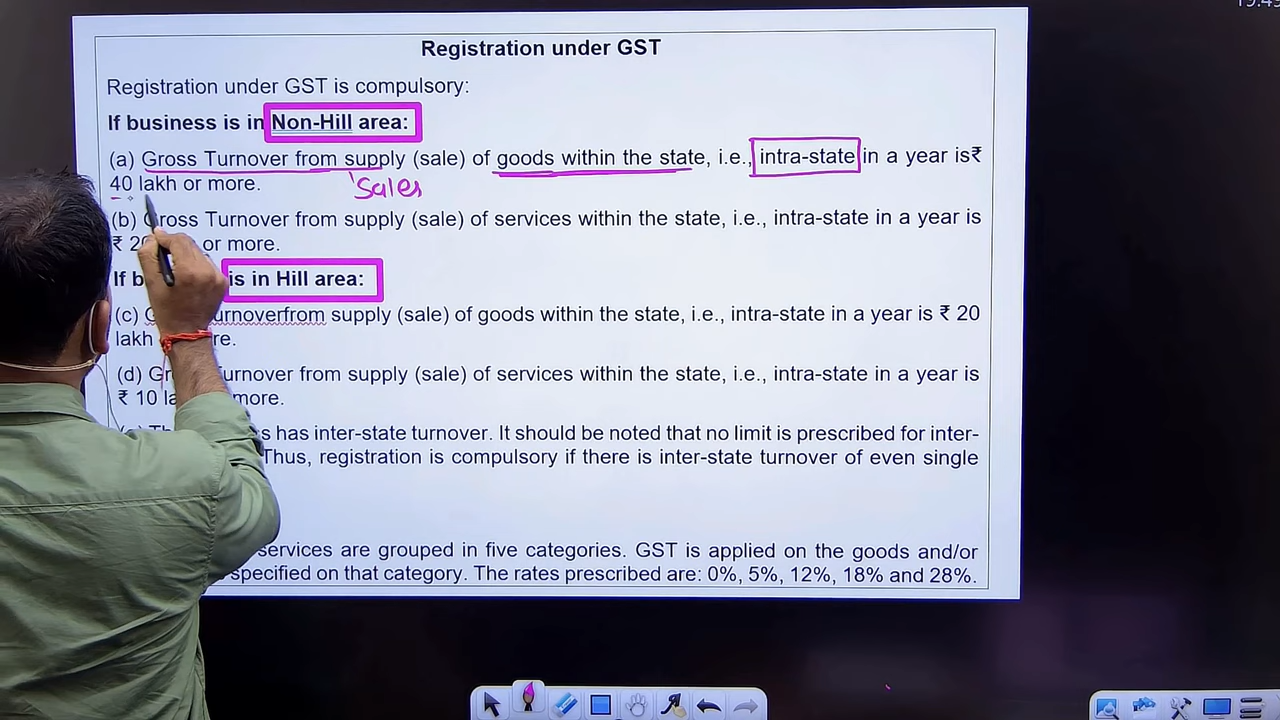 19:49
Registration under GST
Registration under GST is compulsory:
If business is in Non-Hill area:
(a) Gross Turnover from supply (sale) of goods within the state, i.e., intra-state in a year is₹
40 lakh or more.
Sales
(b) Gross Turnover from supply (sale) of services within the state, i.e., intra-state in a year is
₹ 20 or more.
If is in Hill area:
(c) urnoverfrom supply (sale) of goods within the state, i.e., intra-state in a year is ₹ 20
lakh re.
(d) Gr urnover from supply (sale) of services within the state, i.e., intra-state in a year is
₹ 10 la more.
s has inter-state turnover. It should be noted that no limit is prescribed for inter-
Thus, registration is compulsory if there is inter-state turnover of even single
services are grouped in five categories. GST is applied on the goods and/or
specified on that category. The rates prescribed are: 0%, 5%, 12%, 18% and 28%.